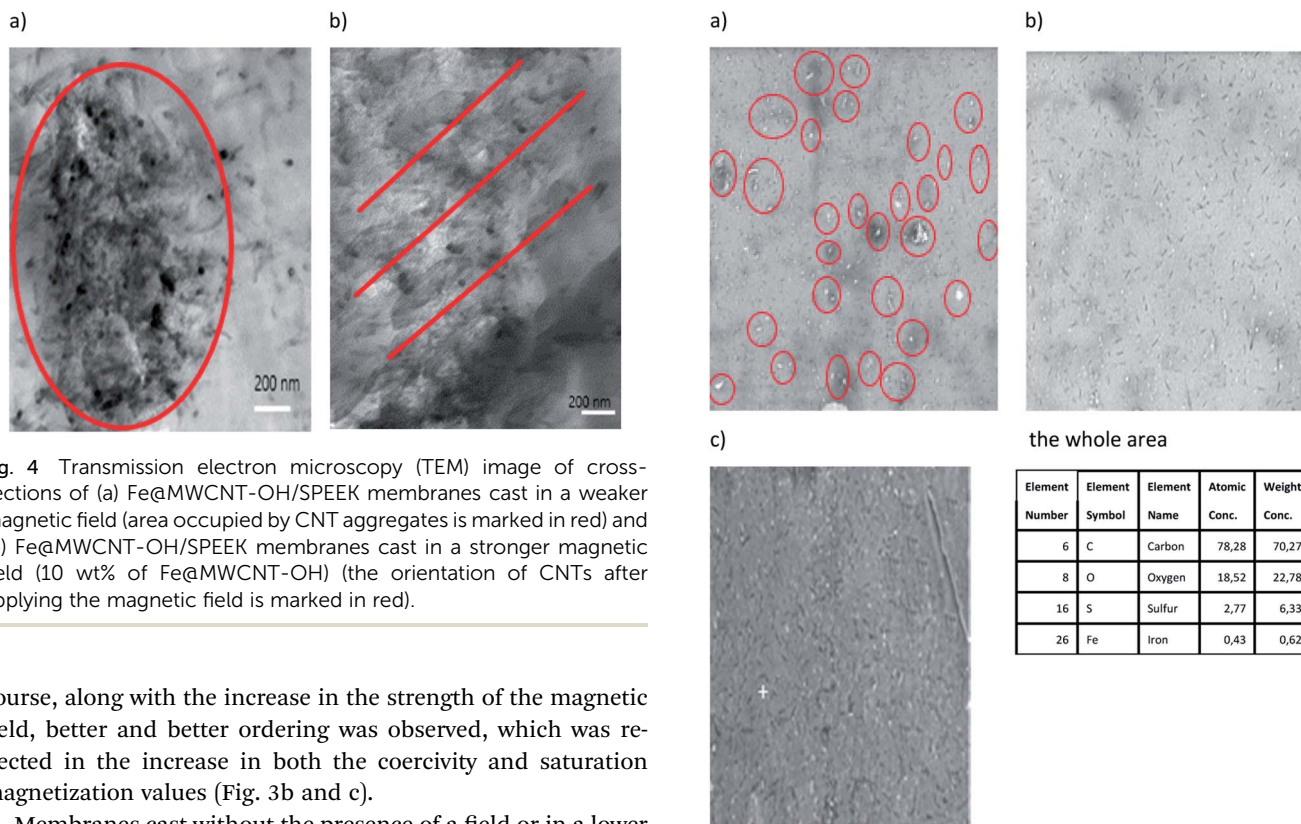 a)
b)
200 nm
200 nm
g. 4 Transmission electron microscopy (TEM) image of cross-
ections of (a) Fe@MWCNT-OH/SPEEK membranes cast in a weaker
agnetic field (area occupied by CNT aggregates is marked in red) and
) Fe@MWCNT-OH/SPEEK membranes cast in a stronger magnetic
eld (10 wt% of Fe@MWCNT-OH) (the orientation of CNTs after
pplying the magnetic field is marked in red).
ourse, along with the increase in the strength of the magnetic
eld, better and better ordering was observed, which was re-
ected in the increase in both the coercivity and saturation
agnetization values (Fig. 3b and c).
Membranes cast without the presence of a field or in a lower
a)
b)
c)
the whole area
Element Element Element Atomic Weight
Number Symbol Name Conc. Conc.
6 C Carbon 78,28 70,27
8 O Oxygen 18,52 22,78
16 S Sulfur 2,77 6,33
26 Fe Iron 0,43 0,62